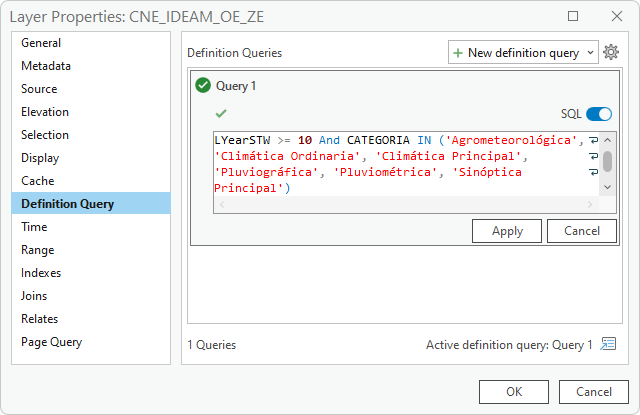 Layer Properties: CNE_IDEAM_OE_ZE
General
Metadata
Source
Elevation
Selection
Display
Cache
Definition Query
Time
Range
Indexes
Joins
Relates
Page Query
Definition Queries
New definition query
Query 1
SQL
LYearSTW >= 10 And CATEGORIA IN ('Agrometeorológica',
'Climática Ordinaria', 'Climática Principal',
'Pluviográfica', 'Pluviométrica', 'Sinóptica
Principal')
Apply
Cancel
1 Queries
Active definition query: Query 1
OK
Cancel